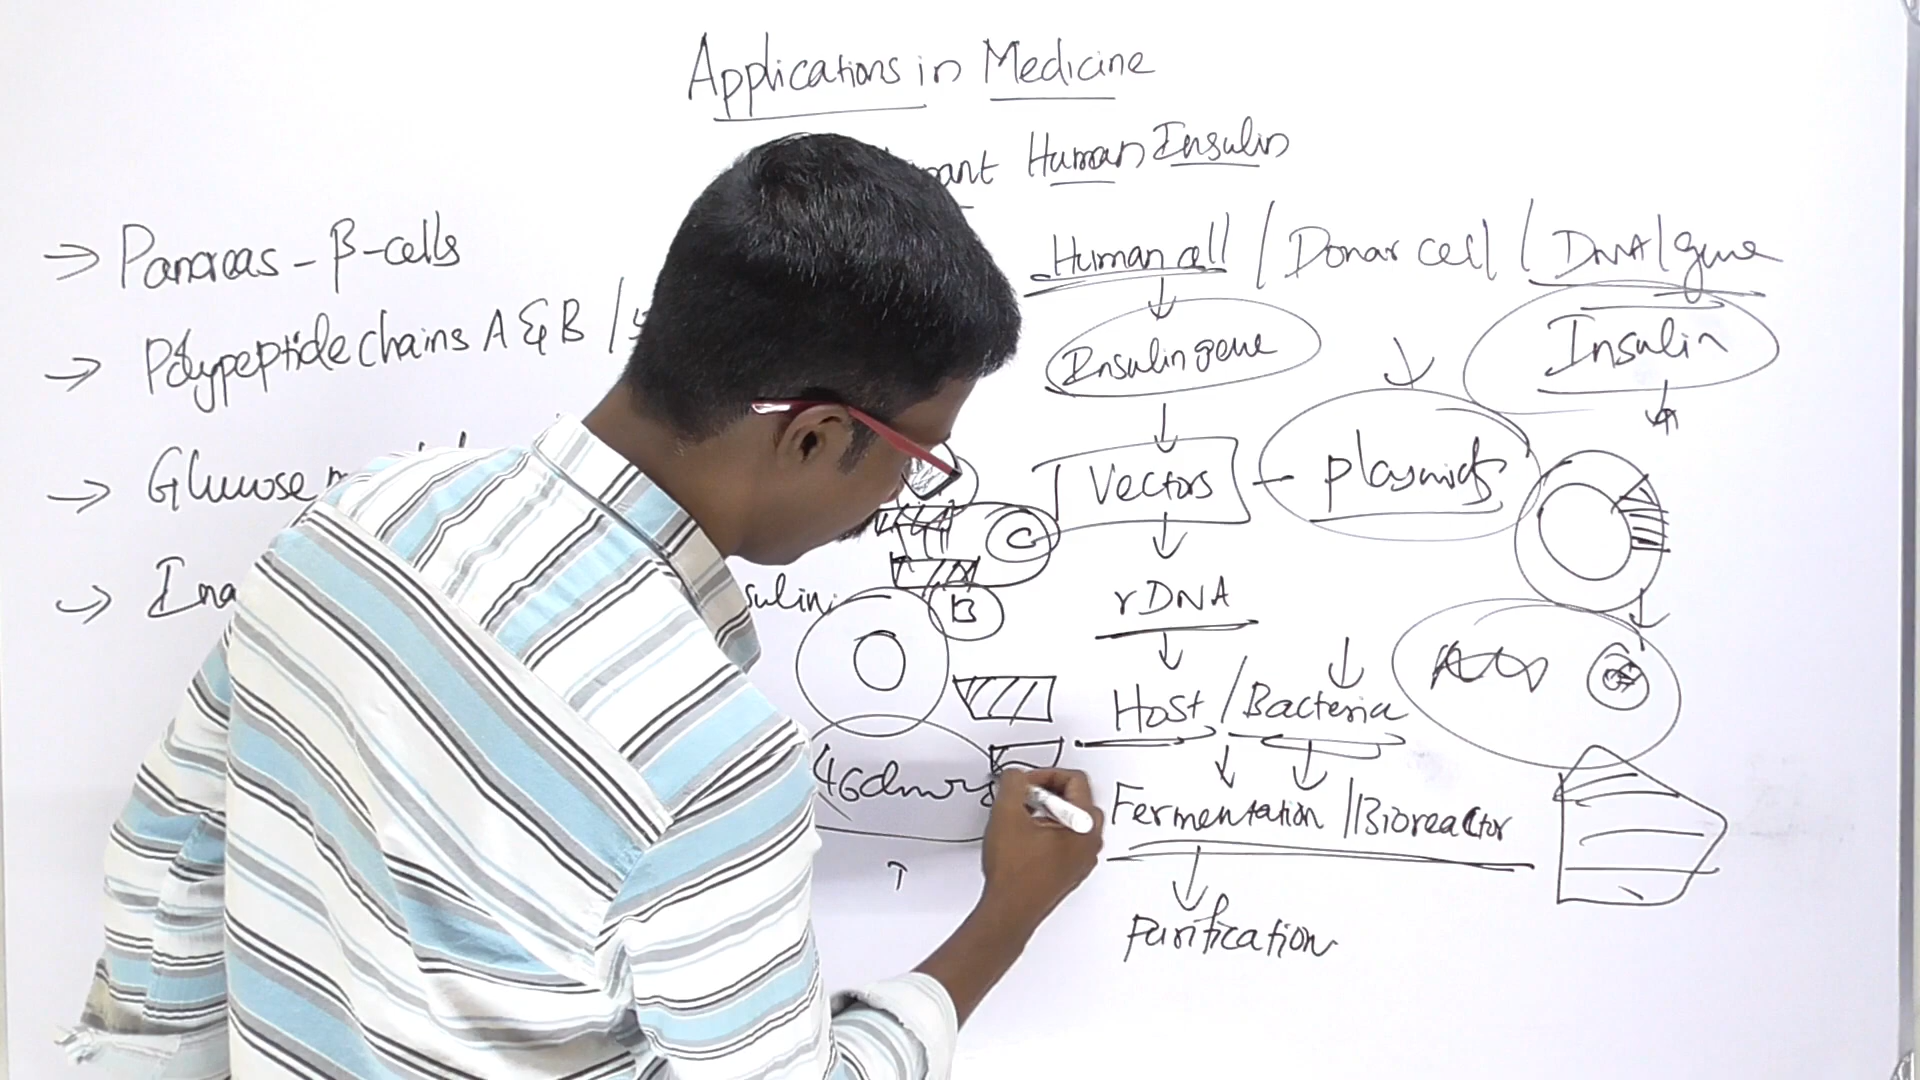 Applications in Medicine
Human Insulin
→ Pancreas - β-cells
→ Polypeptide chains A & B /
→ Glucose
→
Human cell / Donar cell / DNA / gene
Insulin gene
Insulin
Vectors - plasmids
C
B
rDNA
Host / Bacteria
Fermentation / Bioreactor
Purification